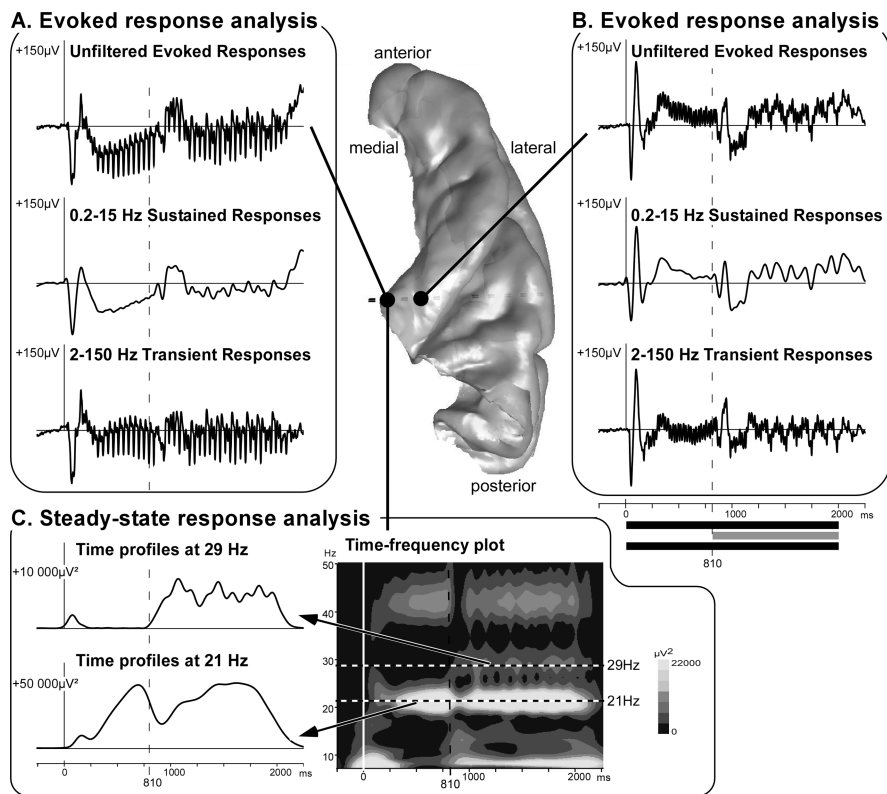 A. Evoked response analysis
+150µV
Unfiltered Evoked Responses
+150µV
0.2-15 Hz Sustained Responses
+150µV
2-150 Hz Transient Responses
anterior
medial
lateral
posterior
B. Evoked response analysis
Unfiltered Evoked Responses
+150µV
+150µV
0.2-15 Hz Sustained Responses
+150µV
2-150 Hz Transient Responses
0 1000 2000 ms
810
C. Steady-state response analysis
Time profiles at 29 Hz
+10 000µV²
Time profiles at 21 Hz
+50 000µV²
0 1000 2000 ms
810
Time-frequency plot
Hz
50
40
30
20
10
0 1000 2000 ms
810
29Hz
21Hz
µV²
22000
0